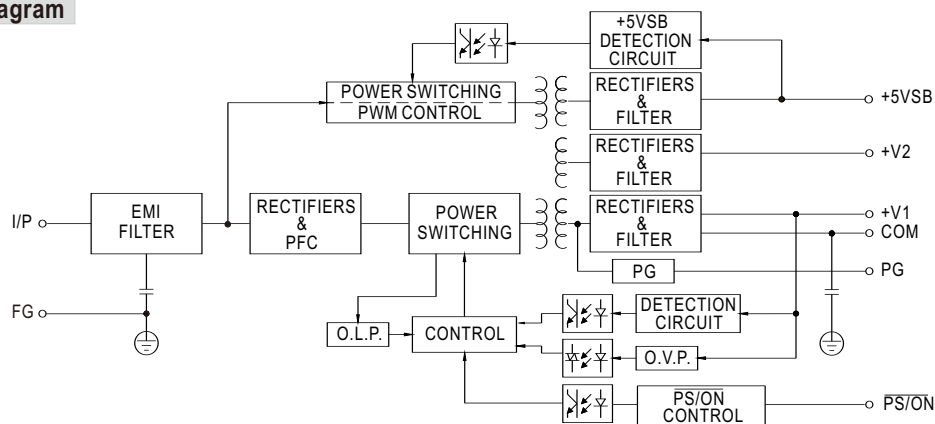 agram
+5VSB
DETECTION
CIRCUIT
POWER SWITCHING
PWM CONTROL
RECTIFIERS
&
FILTER
+5VSB
RECTIFIERS
&
FILTER
+V2
I/P
EMI
FILTER
RECTIFIERS
&
PFC
POWER
SWITCHING
RECTIFIERS
&
FILTER
+V1
COM
PG
PG
FG
O.L.P.
CONTROL
DETECTION
CIRCUIT
O.V.P.
PS/ON
CONTROL
PS/ON